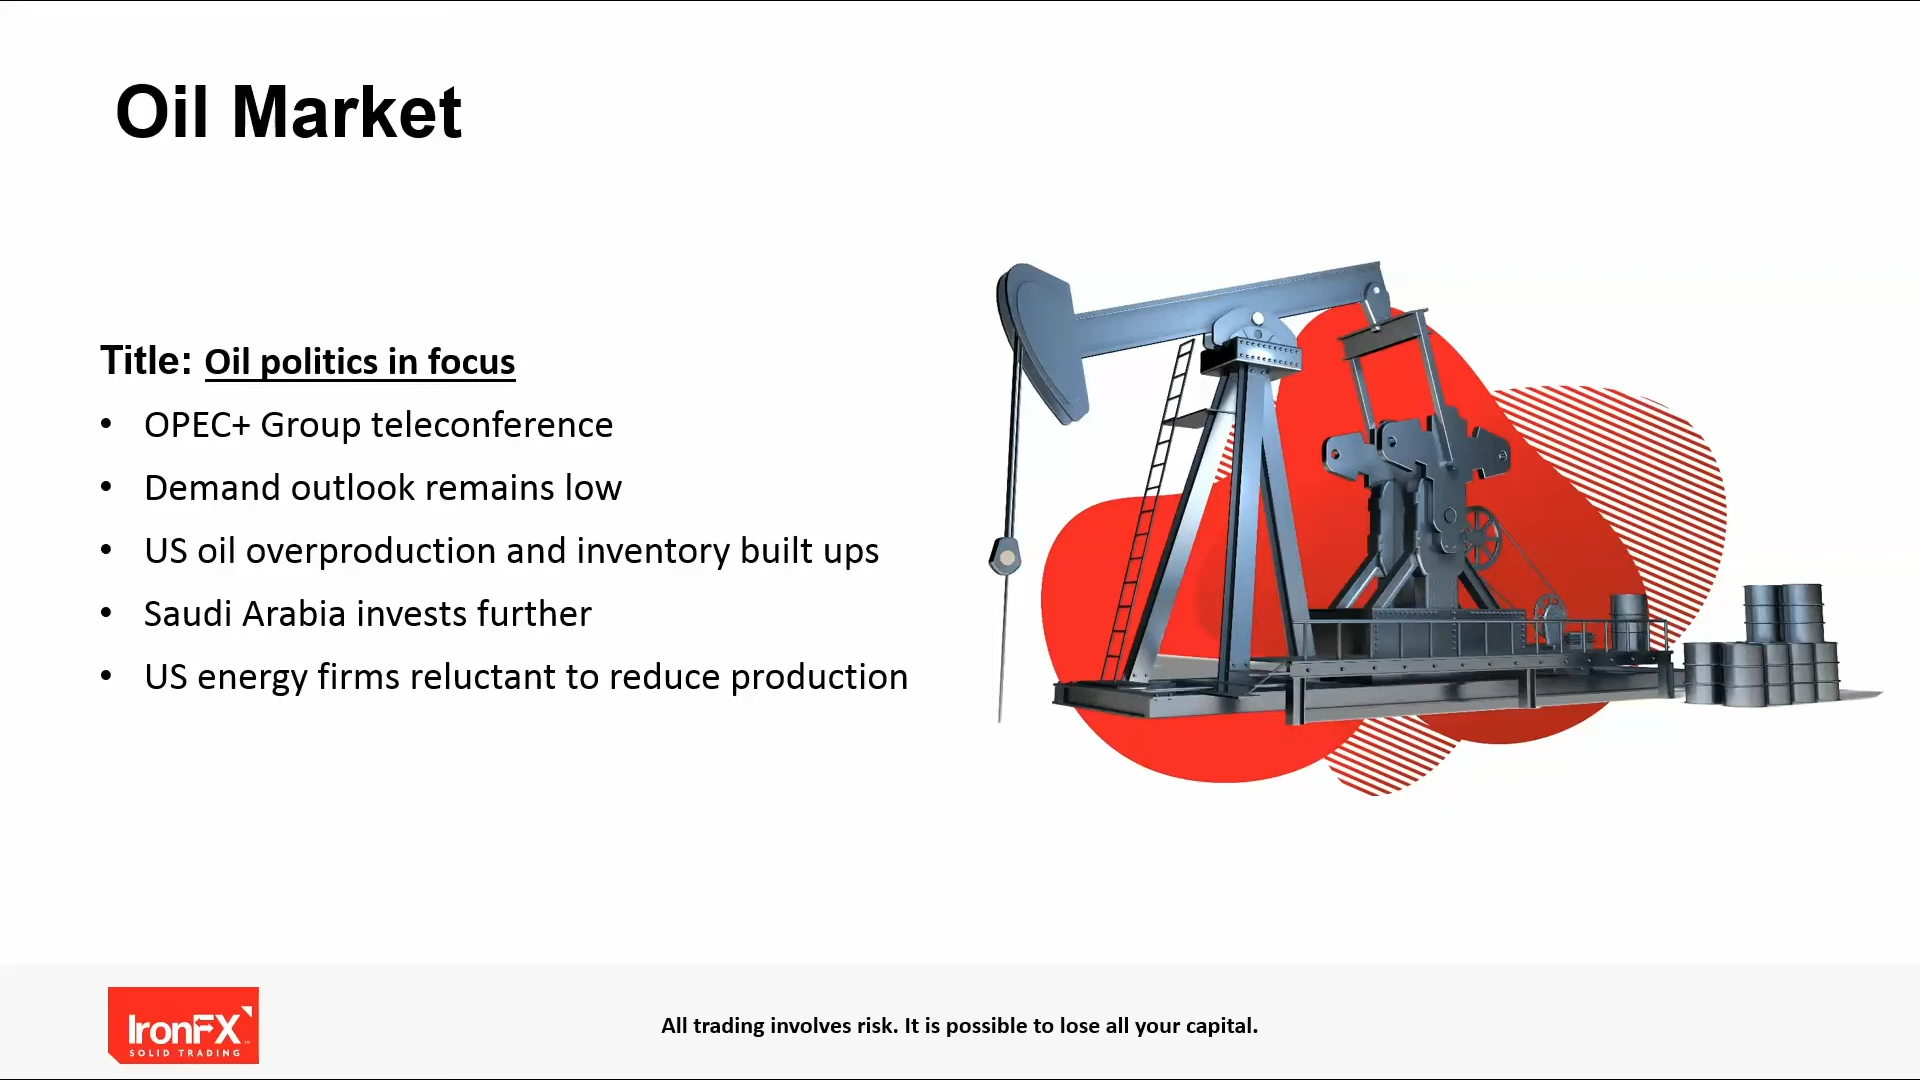 Oil Market
Title: Oil politics in focus
• OPEC+ Group teleconference
• Demand outlook remains low
• US oil overproduction and inventory built ups
• Saudi Arabia invests further
• US energy firms reluctant to reduce production
IronFX
SOLID TRADING
All trading involves risk. It is possible to lose all your capital.